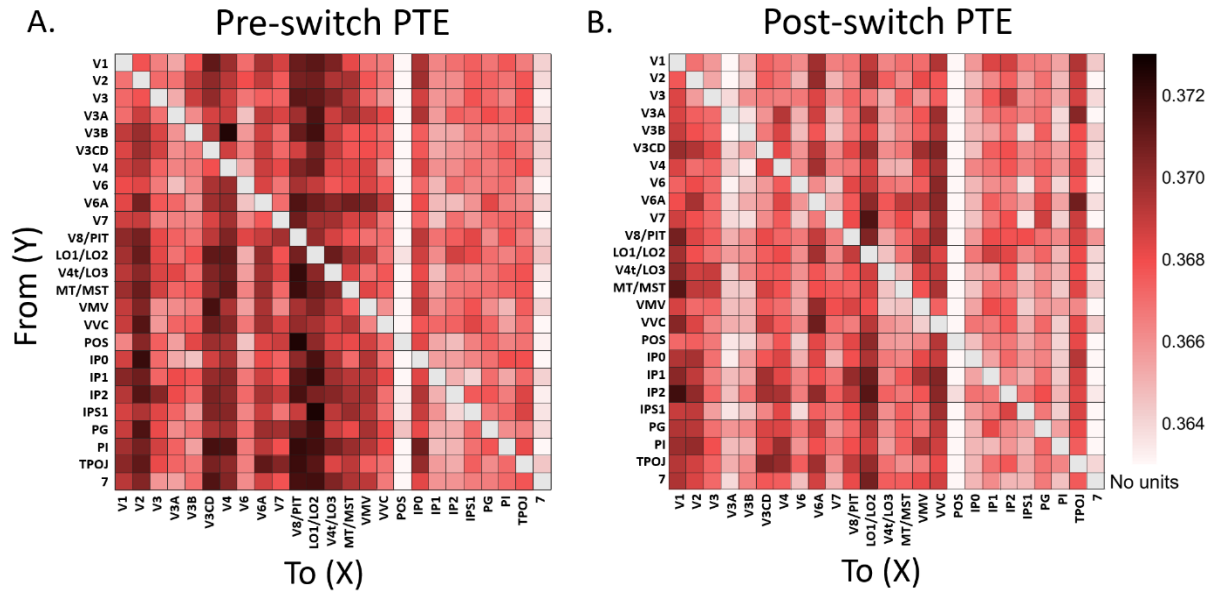 A. Pre-switch PTE
B. Post-switch PTE
From (Y)
V1
V2
V3
V3A
V3B
V3CD
V4
V6
V6A
V7
V8/PIT
LO1/LO2
V4t/LO3
MT/MST
VMV
VVC
POS
IP0
IP1
IP2
IPS1
PG
PI
TPOJ
7
V1 V2 V3 V3A V3B V3CD V4 V6 V6A V7 V8/PIT LO1/LO2 V4t/LO3 MT/MST VMV VVC POS IP0 IP1 IP2 IPS1 PG PI TPOJ 7
To (X)
V1
V2
V3
V3A
V3B
V3CD
V4
V6
V6A
V7
V8/PIT
LO1/LO2
V4t/LO3
MT/MST
VMV
VVC
POS
IP0
IP1
IP2
IPS1
PG
PI
TPOJ
7
V1 V2 V3 V3A V3B V3CD V4 V6 V6A V7 V8/PIT LO1/LO2 V4t/LO3 MT/MST VMV VVC POS IP0 IP1 IP2 IPS1 PG PI TPOJ 7
To (X)
0.372
0.370
0.368
0.366
0.364
No units